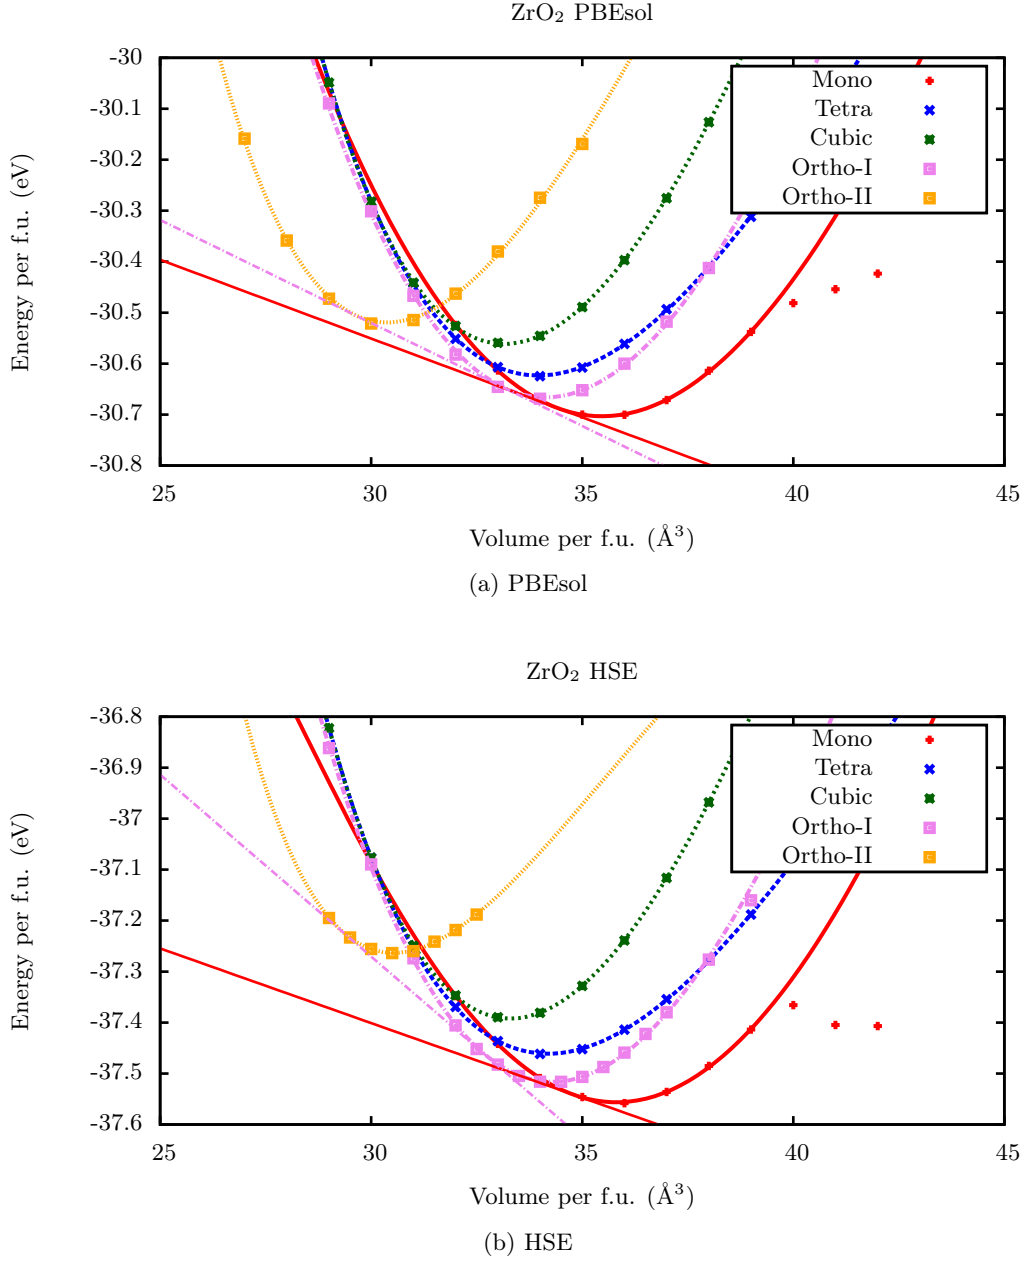 ZrO₂ PBEsol
-30
-30.1
-30.2
-30.3
-30.4
-30.5
-30.6
-30.7
-30.8
Energy per f.u. (eV)
Mono
Tetra
Cubic
Ortho-I
Ortho-II
25 30 35 40 45
Volume per f.u. (Å³)
(a) PBEsol
ZrO₂ HSE
-36.8
-36.9
-37
-37.1
-37.2
-37.3
-37.4
-37.5
-37.6
Energy per f.u. (eV)
Mono
Tetra
Cubic
Ortho-I
Ortho-II
25 30 35 40 45
Volume per f.u. (Å³)
(b) HSE